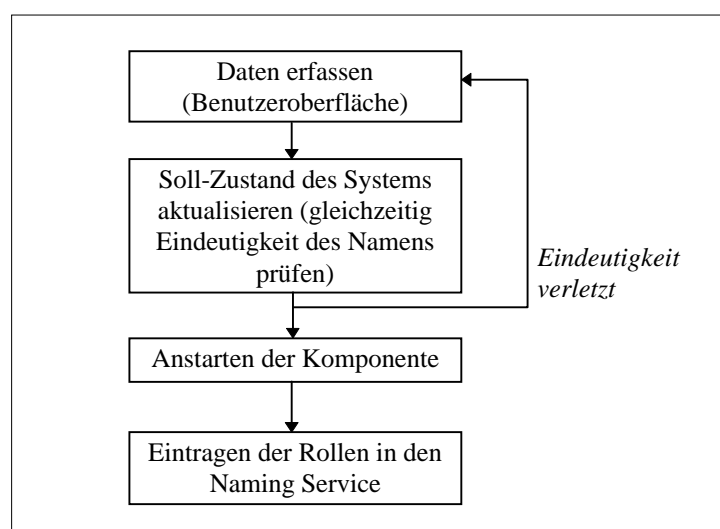 Daten erfassen
(Benutzeroberfläche)
Soll-Zustand des Systems
aktualisieren (gleichzeitig
Eindeutigkeit des Namens
prüfen)
Eindeutigkeit
verletzt
Anstarten der Komponente
Eintragen der Rollen in den
Naming Service